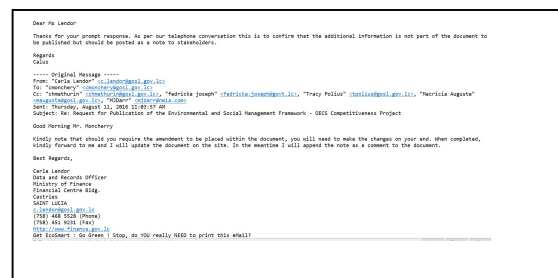 Dear Ms Lendor
Thanks for your prompt response. As per our telephone conversation this is to confirm that the additional information is not part of the document to
be published but should be posted as a note to stakeholders.
Regards
Calus
----- Original Message -----
From: "Carla Lendor" <c.lendor@gosl.gov.lc>
To: "cmonchery" <cmonchery@gosl.gov.lc>
Cc: "chmathurin" <chmathurin@gosl.gov.lc>, "fedricka joseph" <fedricka.joseph@govt.lc>, "Tracy Polius" <tpolius@gosl.gov.lc>, "Macricia Auguste"
<mauguste@gosl.gov.lc>, "MJDarr" <mjdarr@nmia.com>
Sent: Thursday, August 11, 2016 11:03:57 AM
Subject: Re: Request for Publication of the Environmental and Social Management Framework - OECS Competitiveness Project
Good Morning Mr. Moncherry
Kindly note that should you require the amendment to be placed within the document, you will need to make the changes on your end. When completed,
kindly forward to me and I will update the document on the site. In the meantime I will append the note as a comment to the document.
Best Regards,
Carla Lendor
Data and Records Officer
Ministry of Finance
Financial Centre Bldg.
Castries
SAINT LUCIA
c.lendor@gosl.gov.lc
(758) 468 5528 (Phone)
(758) 451 9231 (Fax)
http://www.finance.gov.lc
Get EcoSmart : Go Green ! Stop, do YOU really NEED to print this eMail?